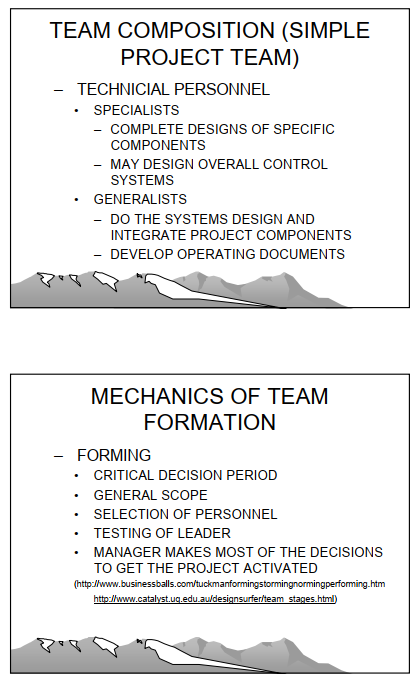 TEAM COMPOSITION (SIMPLE
PROJECT TEAM)
– TECHNICIAL PERSONNEL
• SPECIALISTS
– COMPLETE DESIGNS OF SPECIFIC
COMPONENTS
– MAY DESIGN OVERALL CONTROL
SYSTEMS
• GENERALISTS
– DO THE SYSTEMS DESIGN AND
INTEGRATE PROJECT COMPONENTS
– DEVELOP OPERATING DOCUMENTS
MECHANICS OF TEAM
FORMATION
– FORMING
• CRITICAL DECISION PERIOD
• GENERAL SCOPE
• SELECTION OF PERSONNEL
• TESTING OF LEADER
• MANAGER MAKES MOST OF THE DECISIONS
TO GET THE PROJECT ACTIVATED
(http://www.businessballs.com/tuckmanformingstormingnormingperforming.htm
http://www.catalyst.uq.edu.au/designsurfer/team_stages.html)